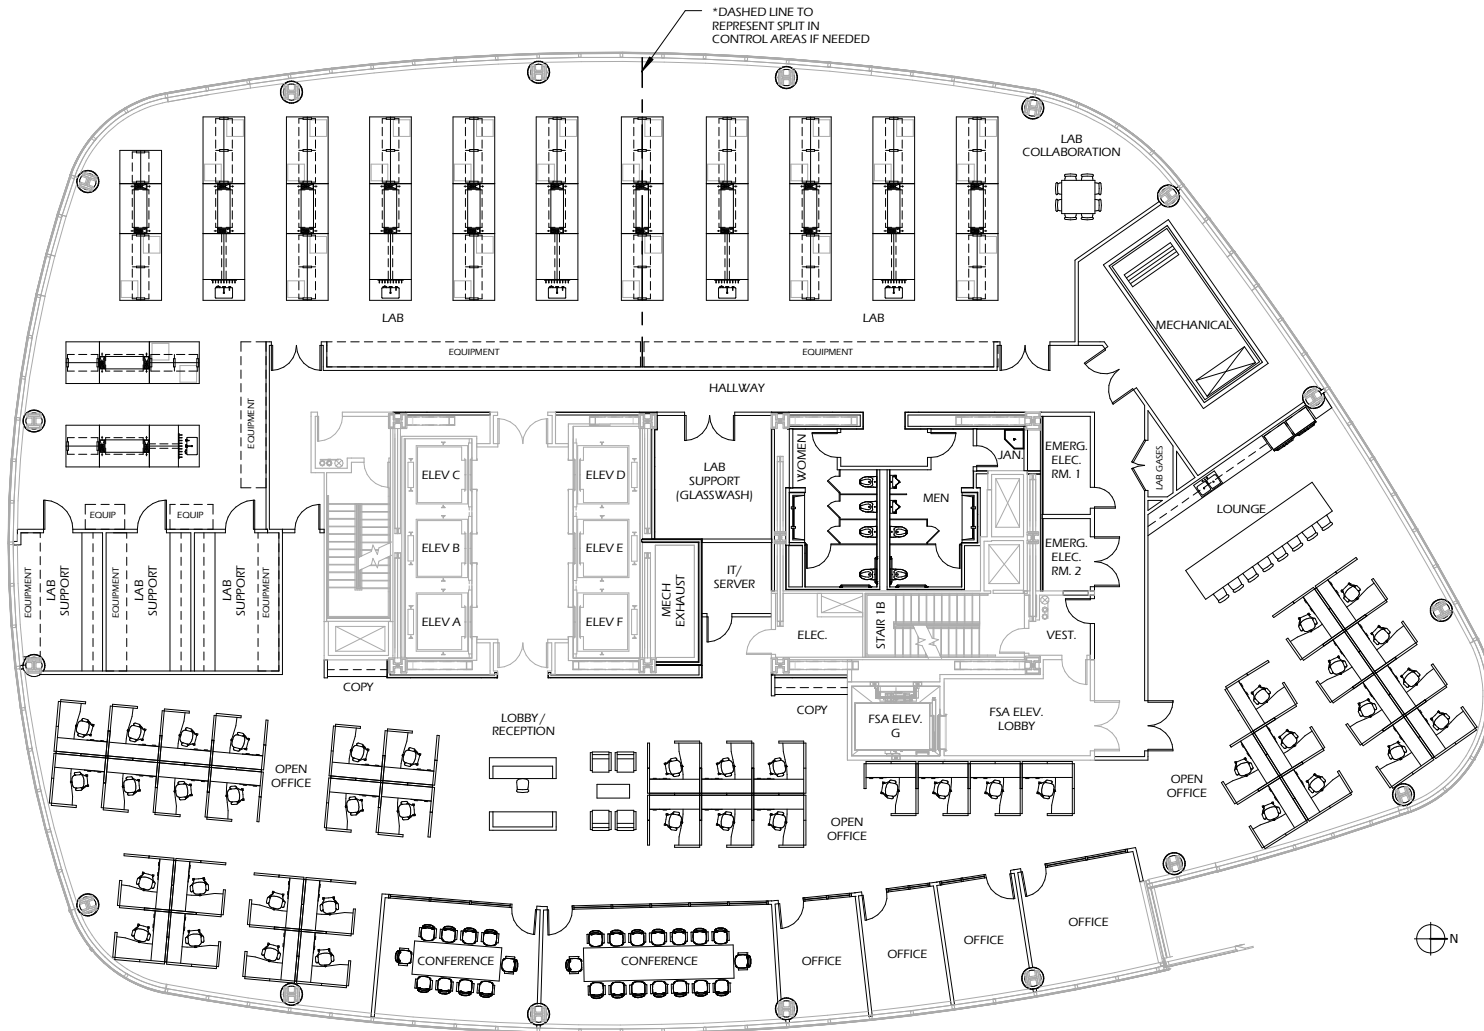 *DASHED LINE TO
REPRESENT SPLIT IN
CONTROL AREAS IF NEEDED
LAB
COLLABORATION
LAB
LAB
MECHANICAL
EQUIPMENT
EQUIPMENT
HALLWAY
EQUIPMENT
ELEV C
ELEV D
LAB
SUPPORT
(GLASSWASH)
WOMEN
MEN
JAN.
EMERG.
ELEC.
RM. 1
LAB GASES
LOUNGE
EQUIP
EQUIP
ELEV B
ELEV E
EMERG.
ELEC.
RM. 2
EQUIPMENT
LAB
SUPPORT
EQUIPMENT
LAB
SUPPORT
LAB
SUPPORT
EQUIPMENT
IT/
SERVER
MECH
EXHAUST
ELEV A
ELEV F
ELEC.
STAIR 1B
VEST.
COPY
COPY
LOBBY/
RECEPTION
FSA ELEV.
G
FSA ELEV.
LOBBY
OPEN
OFFICE
OPEN
OFFICE
OPEN
OFFICE
CONFERENCE
CONFERENCE
OFFICE
OFFICE
OFFICE
OFFICE
N